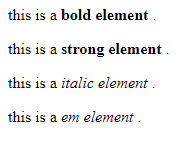 this is a bold element .
this is a strong element .
this is a italic element .
this is a em element .